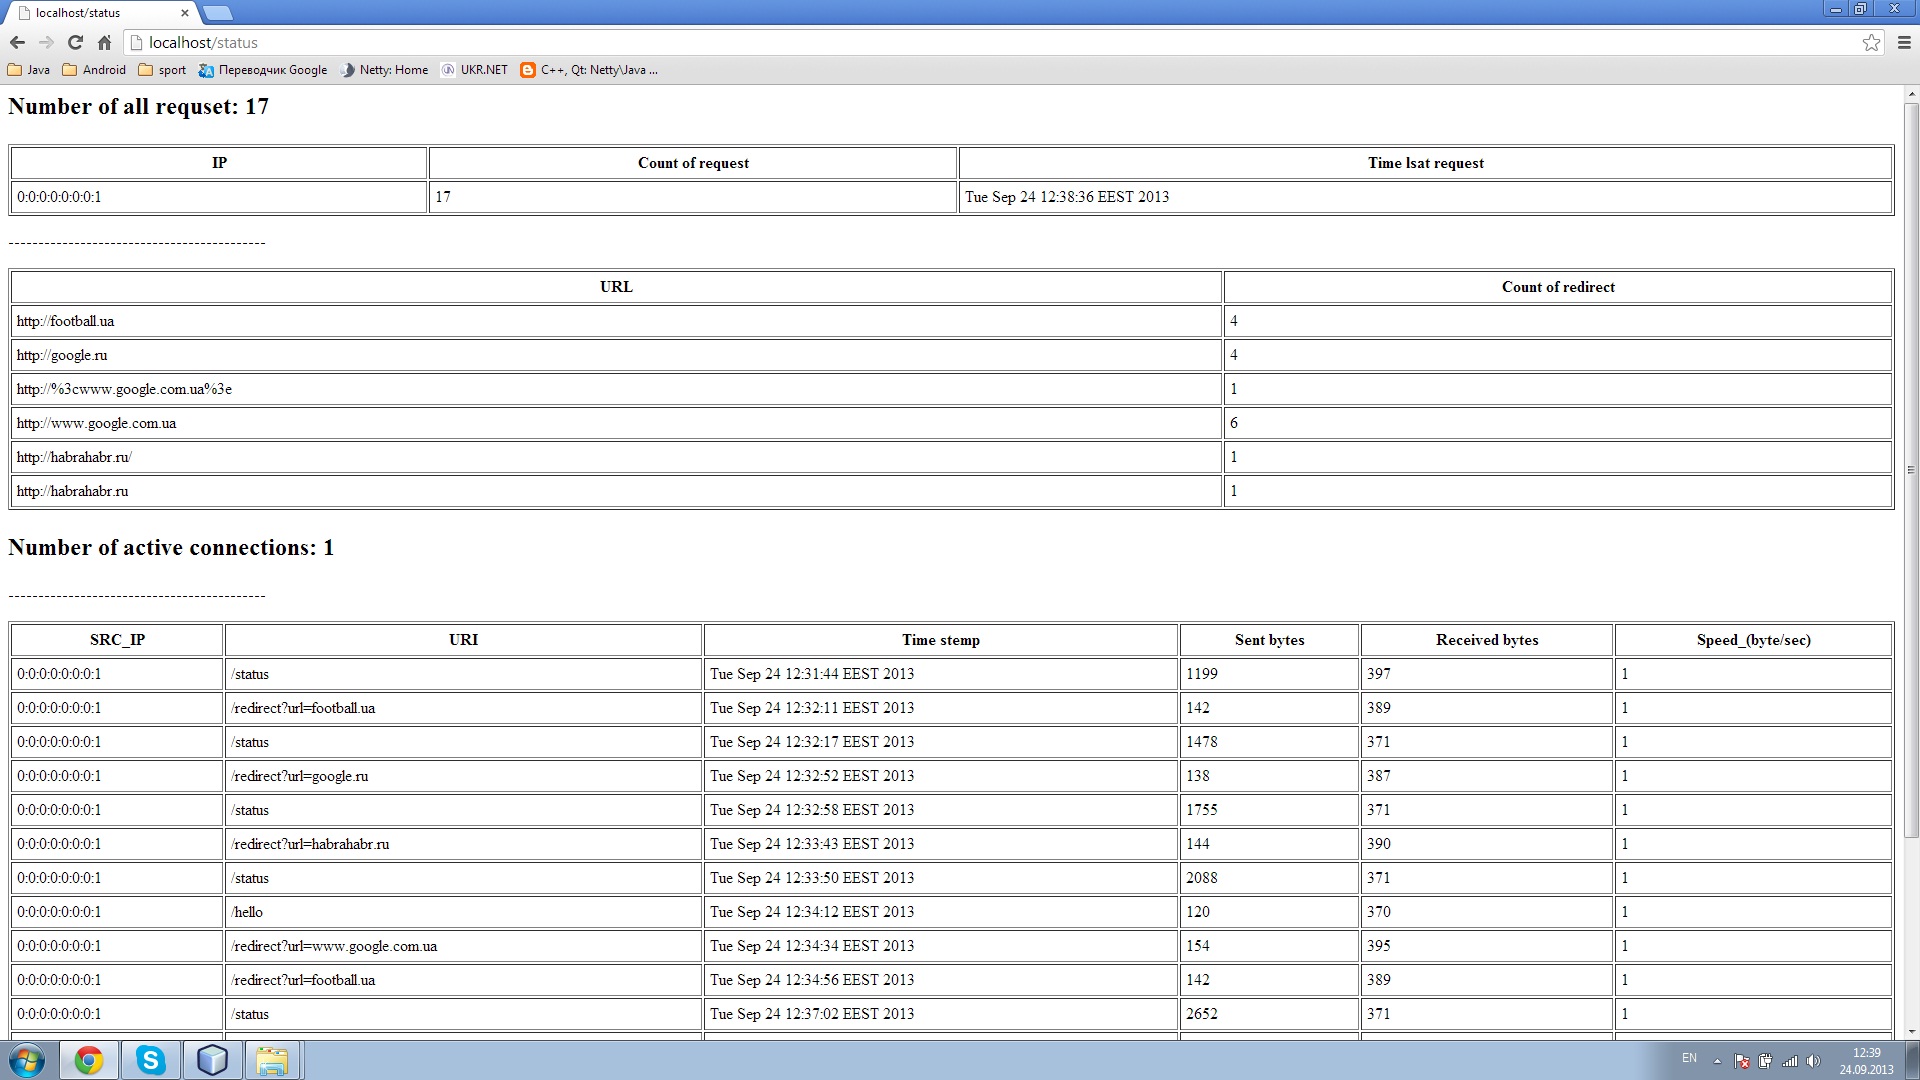 localhost/status
localhost/status
Java Android sport Переводчик Google Netty: Home UKR.NET C++, Qt: Netty\Java ...
Number of all requset: 17
IP Count of request Time lsat request
0:0:0:0:0:0:0:1 17 Tue Sep 24 12:38:36 EEST 2013
-------------------------------------------
URL Count of redirect
http://football.ua 4
http://google.ru 4
http://%3cwww.google.com.ua%3e 1
http://www.google.com.ua 6
http://habrahabr.ru/ 1
http://habrahabr.ru 1
Number of active connections: 1
-------------------------------------------
SRC_IP URI Time stemp Sent bytes Received bytes Speed_(byte/sec)
0:0:0:0:0:0:0:1 /status Tue Sep 24 12:31:44 EEST 2013 1199 397 1
0:0:0:0:0:0:0:1 /redirect?url=football.ua Tue Sep 24 12:32:11 EEST 2013 142 389 1
0:0:0:0:0:0:0:1 /status Tue Sep 24 12:32:17 EEST 2013 1478 371 1
0:0:0:0:0:0:0:1 /redirect?url=google.ru Tue Sep 24 12:32:52 EEST 2013 138 387 1
0:0:0:0:0:0:0:1 /status Tue Sep 24 12:32:58 EEST 2013 1755 371 1
0:0:0:0:0:0:0:1 /redirect?url=habrahabr.ru Tue Sep 24 12:33:43 EEST 2013 144 390 1
0:0:0:0:0:0:0:1 /status Tue Sep 24 12:33:50 EEST 2013 2088 371 1
0:0:0:0:0:0:0:1 /hello Tue Sep 24 12:34:12 EEST 2013 120 370 1
0:0:0:0:0:0:0:1 /redirect?url=www.google.com.ua Tue Sep 24 12:34:34 EEST 2013 154 395 1
0:0:0:0:0:0:0:1 /redirect?url=football.ua Tue Sep 24 12:34:56 EEST 2013 142 389 1
0:0:0:0:0:0:0:1 /status Tue Sep 24 12:37:02 EEST 2013 2652 371 1
EN 12:39
24.09.2013